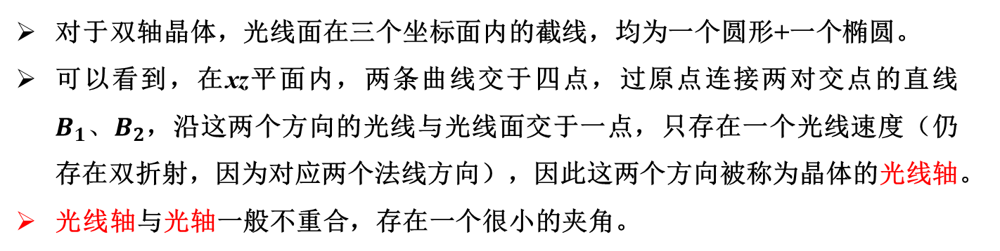 ➢ 对于双轴晶体，光线面在三个坐标面内的截线，均为一个圆形+一个椭圆。
➢ 可以看到，在xz平面内，两条曲线交于四点，过原点连接两对交点的直线
B₁、B₂，沿这两个方向的光线与光线面交于一点，只存在一个光线速度（仍
存在双折射，因为对应两个法线方向），因此这两个方向被称为晶体的光线轴。
➢ 光线轴与光轴一般不重合，存在一个很小的夹角。